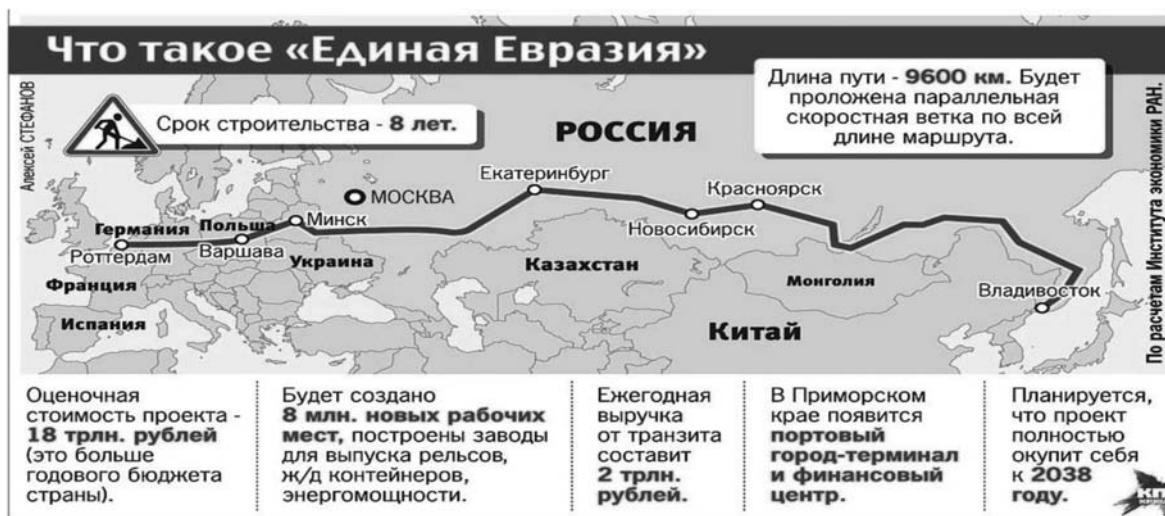 Что такое «Единая Евразия»
Алексей СТЕФАНОВ
Срок строительства - 8 лет.
Длина пути - 9600 км. Будет
проложена параллельная
скоростная ветка по всей
длине маршрута.
РОССИЯ
Екатеринбург
Красноярск
МОСКВА
Минск
Германия
Польша
Новосибирск
Роттердам
Варшава
Украина
Казахстан
Франция
Монголия
Владивосток
Испания
Китай
По расчетам Института экономики РАН.
Оценочная
стоимость проекта -
18 трлн. рублей
(это больше
годового бюджета
страны).
Будет создано
8 млн. новых рабочих
мест, построены заводы
для выпуска рельсов,
ж/д контейнеров,
энергомощности.
Ежегодная
выручка
от транзита
составит
2 трлн.
рублей.
В Приморском
крае появится
портовый
город-терминал
и финансовый
центр.
Планируется,
что проект
полностью
окупит себя
к 2038
году.
КП